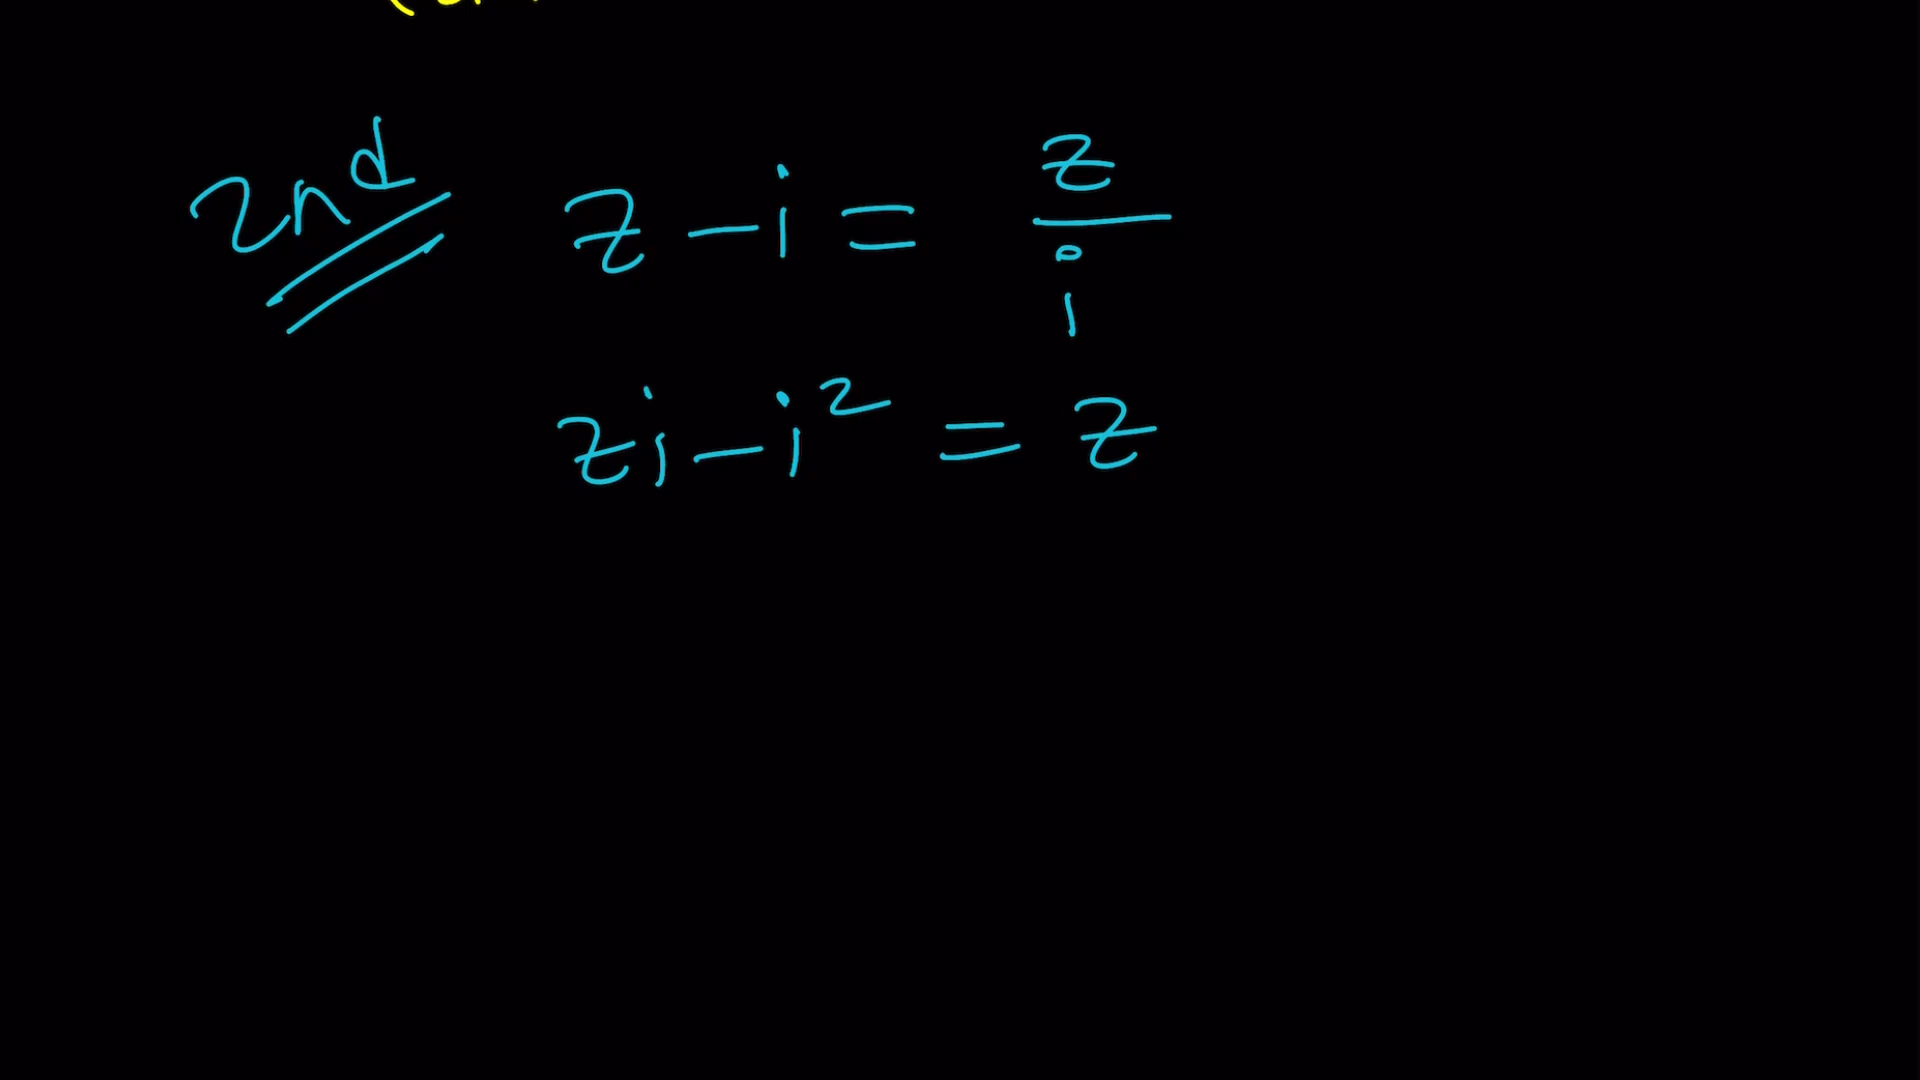 2nd z - i = z/i
zi - i² = z